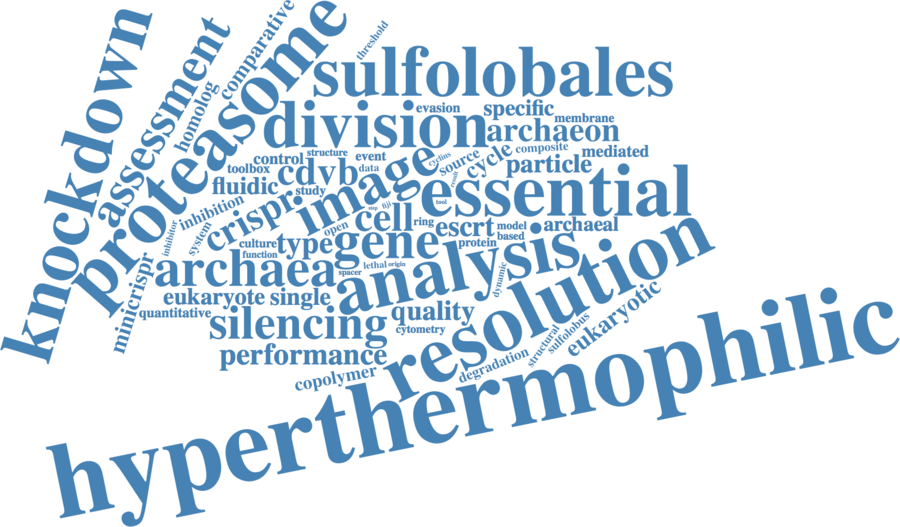 knockdown
assessment
proteasome
comparative
homolog
threshold
sulfolobales
division
evasion
specific
membrane
archaeon
control
structure
event
toolbox
cdvb
data
fluidic
study
image
cyclins
source
cycle
composite
mediated
particle
result
essential
inhibition
crispr
inhibitor
system
step
fiji
tool
open
cell
ring
escrt
model
based
archaeal
culture
type
gene
protein
function
minicrispr
archaea
spacer
lethal
origin
analysis
dynamic
resolution
eukaryote
single
quantitative
silencing
quality
cytometry
performance
copolymer
degradation
structural
sulfolobus
eukaryotic
hyperthermophilic